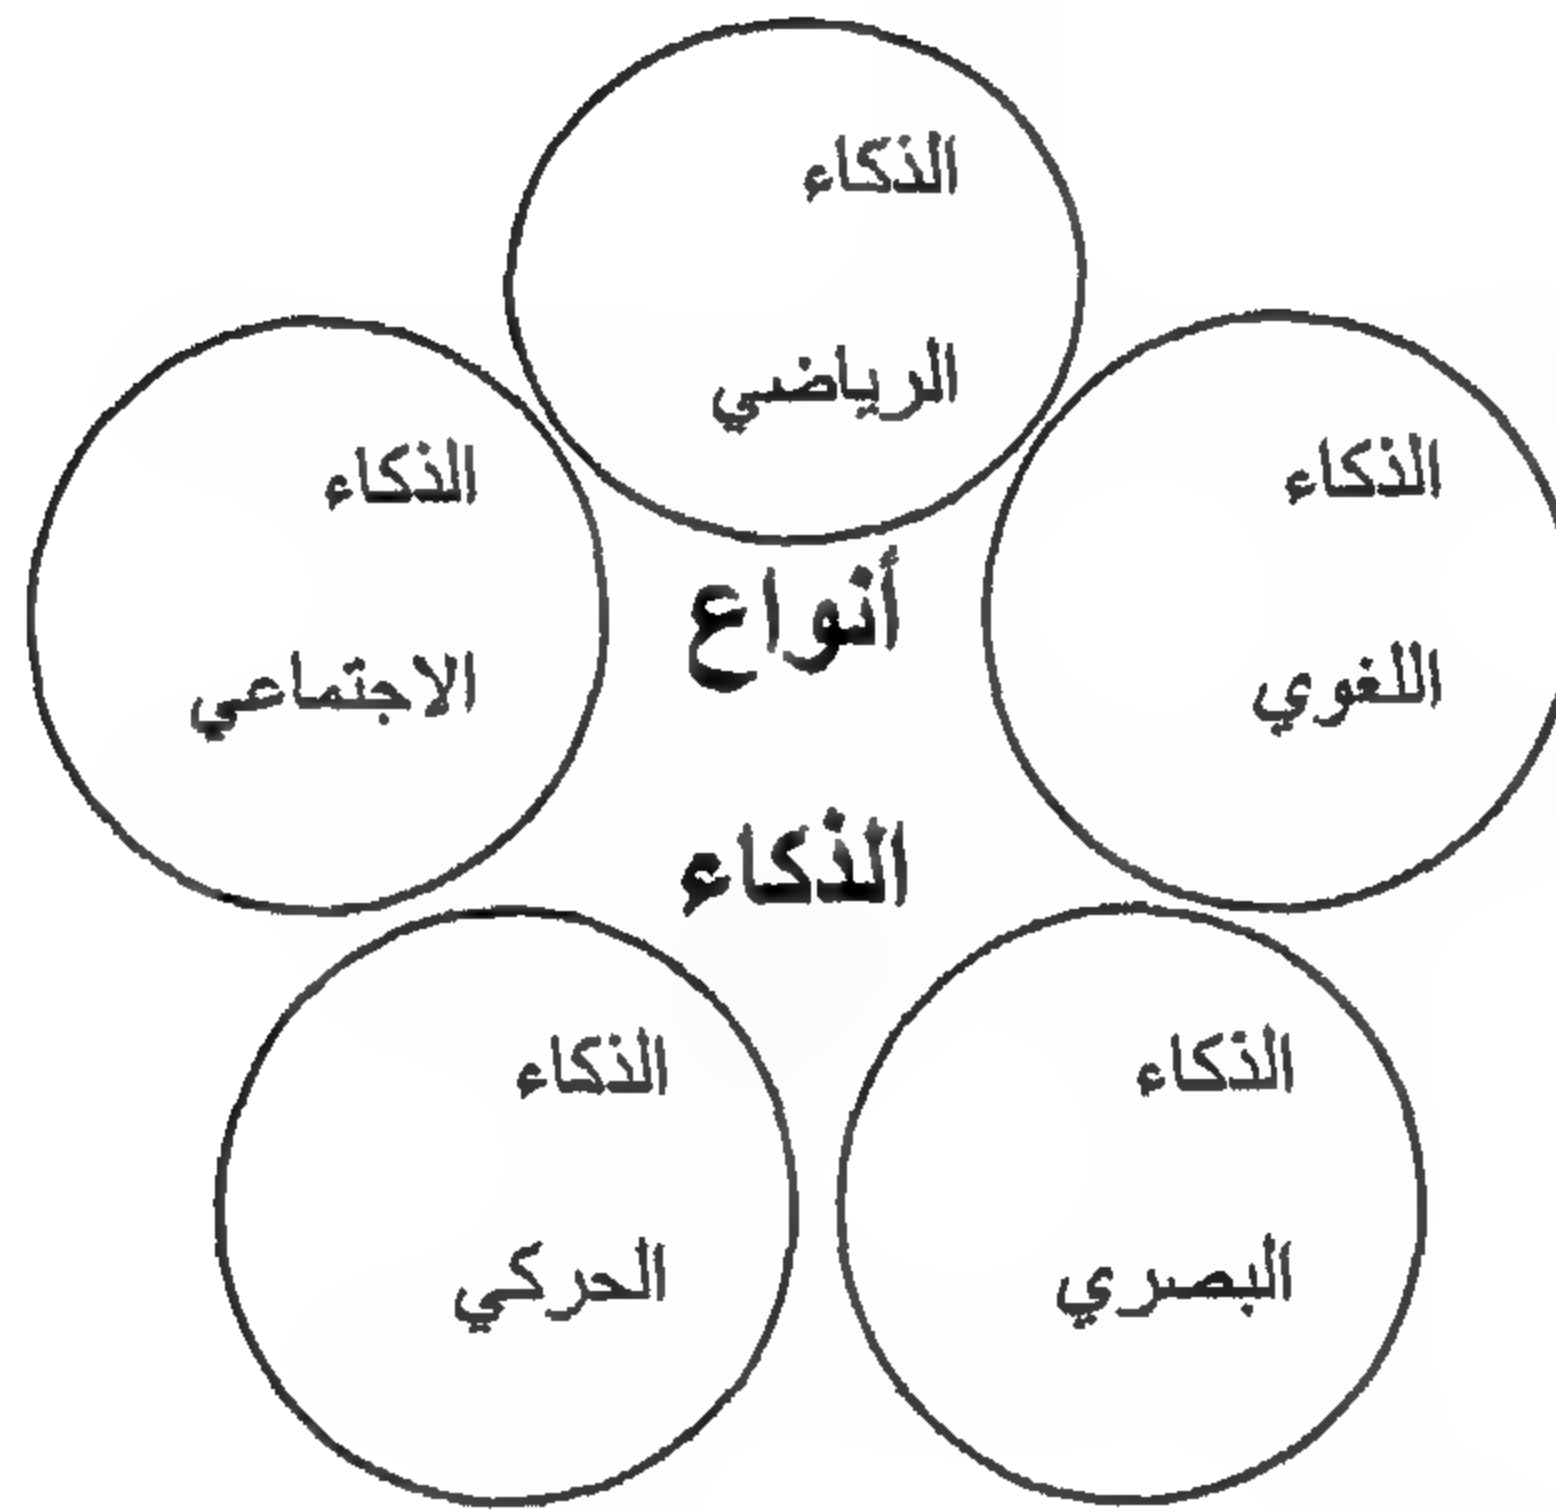 الذكاء
الرياضي
الذكاء
اللغوي
الذكاء
الاجتماعي
أنواع
الذكاء
الذكاء
البصري
الذكاء
الحركي